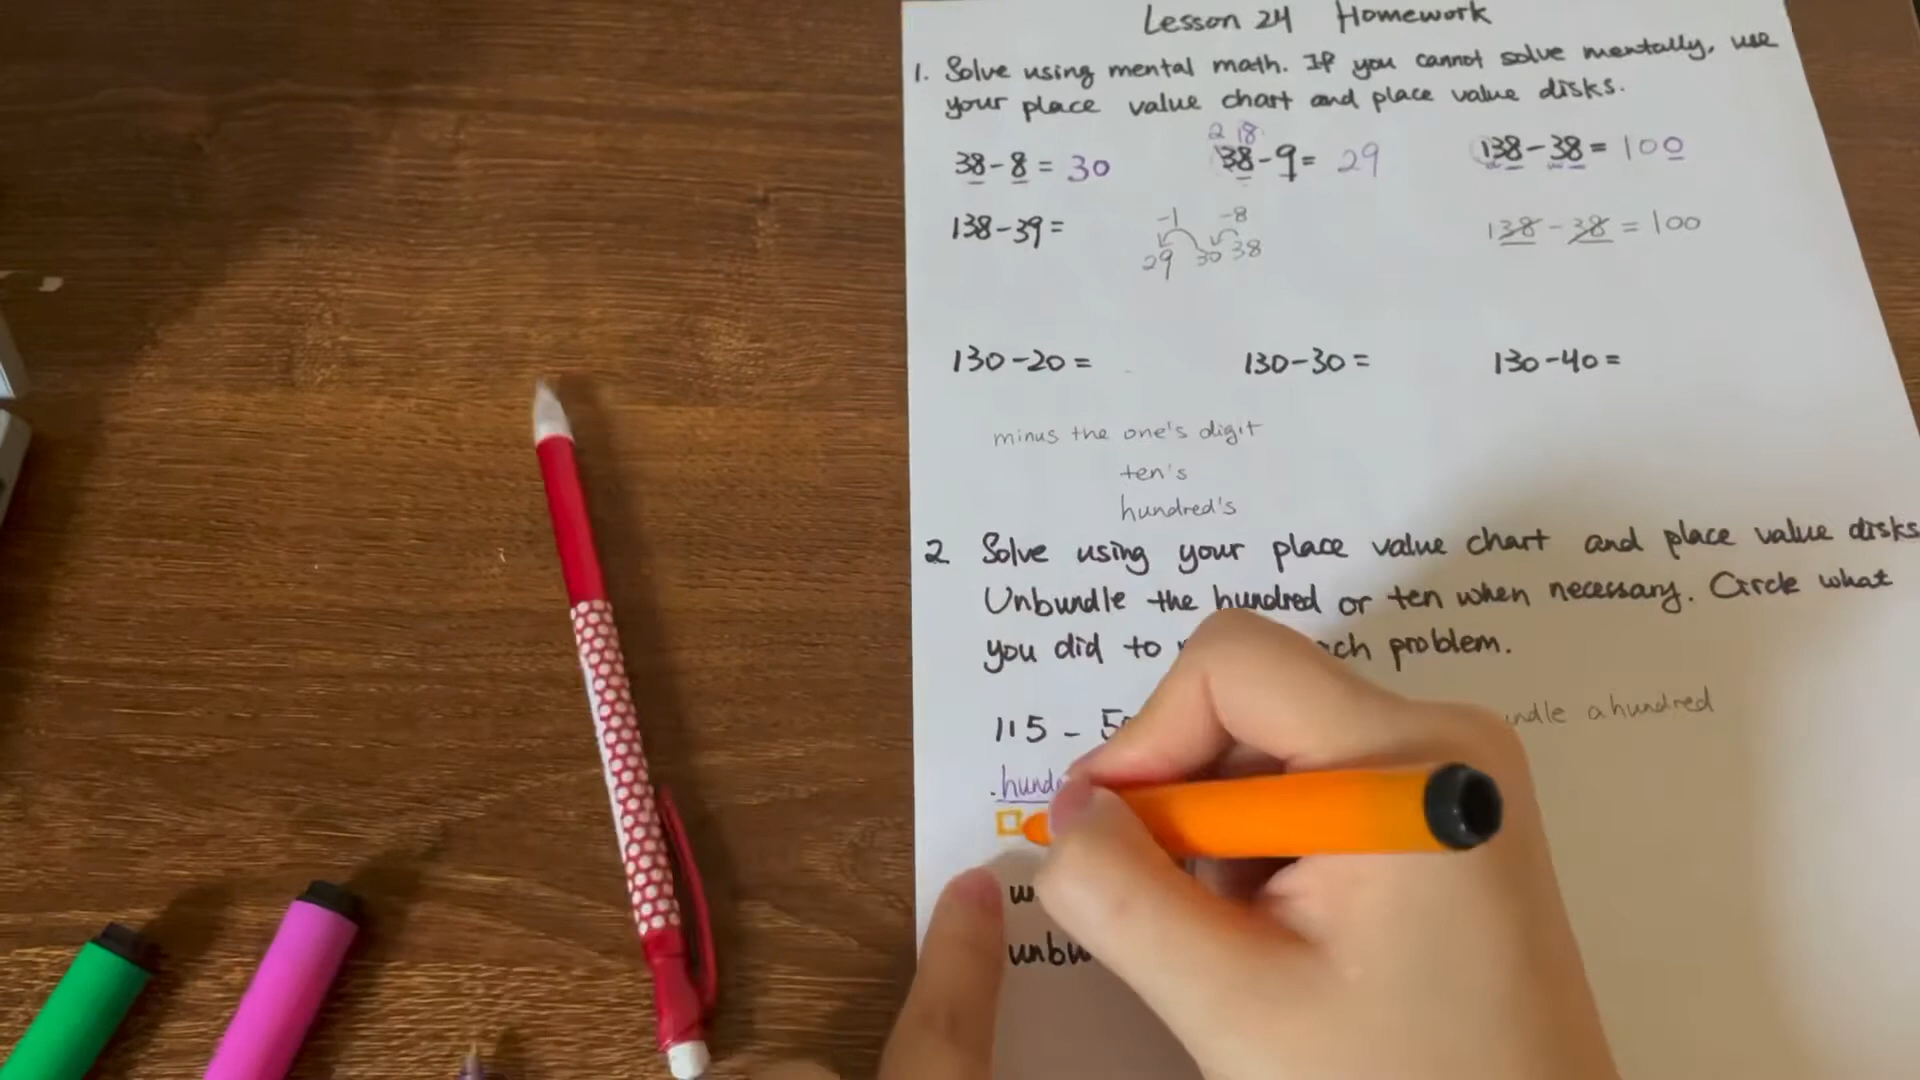 Lesson 24 Homework
1. Solve using mental math. If you cannot solve mentally, use
your place value chart and place value disks.
2 18
38-8 = 30 38-9= 29 138-38= 100
138-39= -1 -8 138-38=100
29 30 38
130-20= 130-30= 130-40=
minus the one's digit
ten's
hundred's
2 Solve using your place value chart and place value disks
Unbundle the hundred or ten when necessary. Circle what
you did to problem.
115 -
a hundred